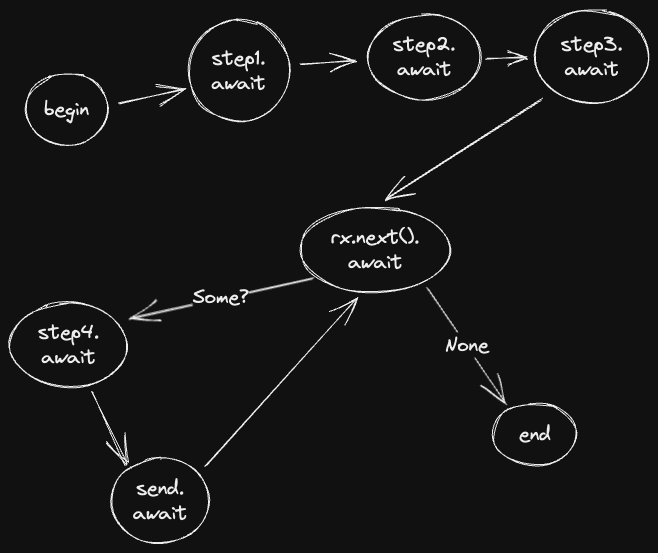 begin
step1.
await
step2.
await
step3.
await
rx.next().
await
Some?
None
step4.
await
send.
await
end